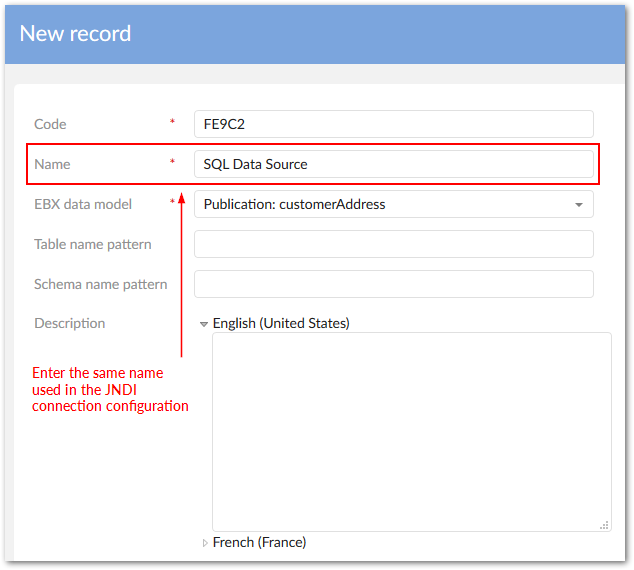 New record
Code * FE9C2
Name * SQL Data Source
EBX data model * Publication: customerAddress
Table name pattern
Schema name pattern
Description English (United States)
Enter the same name
used in the JNDI
connection configuration
French (France)